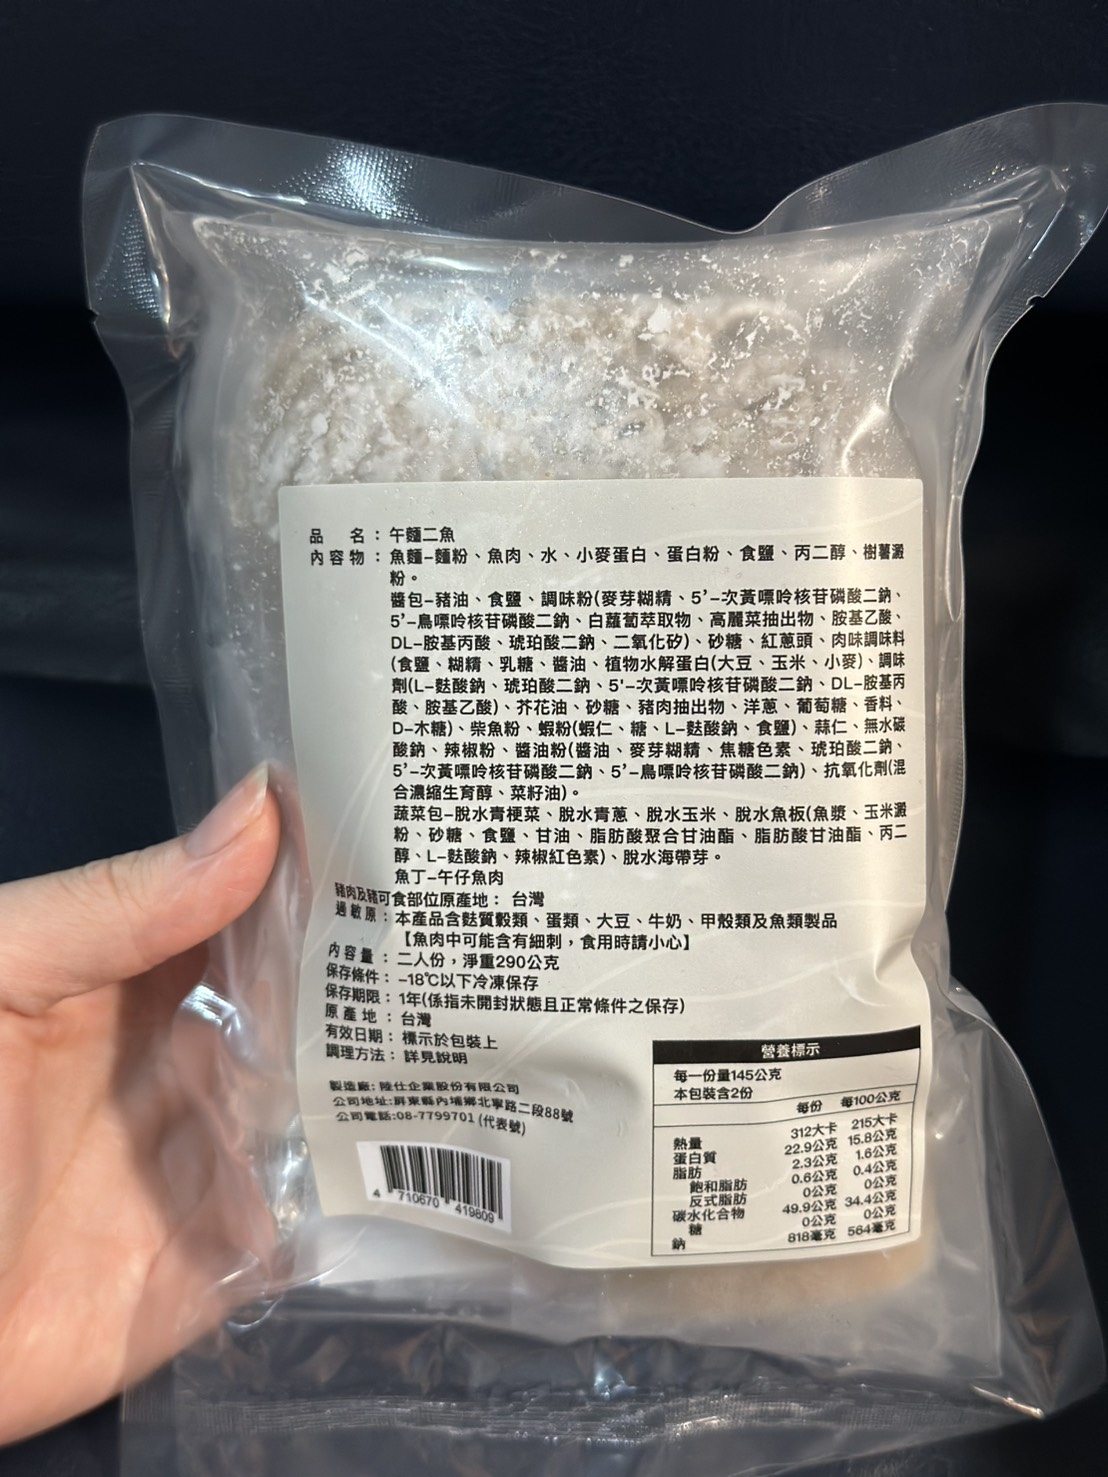 品　名：午麵二魚
內容物：魚麵-麵粉、魚肉、水、小麥蛋白、蛋白粉、食鹽、丙二醇、樹薯澱
粉。
醬包-豬油、食鹽、調味粉(麥芽糊精、5'-次黃嘌呤核苷磷酸二鈉、
5'-鳥嘌呤核苷磷酸二鈉、白蘿蔔萃取物、高麗菜抽出物、胺基乙酸、
DL-胺基丙酸、琥珀酸二鈉、二氧化矽)、砂糖、紅蔥頭、肉味調味料
(食鹽、糊精、乳糖、醬油、植物水解蛋白(大豆、玉米、小麥)、調味
劑(L-麩酸鈉、琥珀酸二鈉、5'-次黃嘌呤核苷磷酸二鈉、DL-胺基丙
酸、胺基乙酸)、芥花油、砂糖、豬肉抽出物、洋蔥、葡萄糖、香料、
D-木糖)、柴魚粉、蝦粉(蝦仁、糖、L-麩酸鈉、食鹽)、蒜仁、無水碳
酸鈉、辣椒粉、醬油粉(醬油、麥芽糊精、焦糖色素、琥珀酸二鈉、
5'-次黃嘌呤核苷磷酸二鈉、5'-鳥嘌呤核苷磷酸二鈉)、抗氧化劑(混
合濃縮生育醇、菜籽油)。
蔬菜包-脫水青梗菜、脫水青蔥、脫水玉米、脫水魚板(魚漿、玉米澱
粉、砂糖、食鹽、甘油、脂肪酸聚合甘油酯、脂肪酸甘油酯、丙二
醇、L-麩酸鈉、辣椒紅色素)、脫水海帶芽。
魚丁-午仔魚肉
豬肉及豬可食部位原產地：台灣
過敏原：本產品含麩質穀類、蛋類、大豆、牛奶、甲殼類及魚類製品
【魚肉中可能含有細刺，食用時請小心】
內容量：二人份，淨重290公克
保存條件：-18℃以下冷凍保存
保存期限：1年(係指未開封狀態且正常條件之保存)
原產地：台灣
有效日期：標示於包裝上
調理方法：詳見說明
製造廠:陸仕企業股份有限公司
公司地址:屏東縣內埔鄉北寧路二段88號
公司電話:08-7799701(代表號)
4 710670 419809
營養標示
每一份量145公克
本包裝含2份
每份 每100公克
熱量 312大卡 215大卡
蛋白質 22.9公克 15.8公克
脂肪 2.3公克 1.6公克
飽和脂肪 0.6公克 0.4公克
反式脂肪 0公克 0公克
碳水化合物 49.9公克 34.4公克
糖 0公克 0公克
鈉 818毫克 564毫克